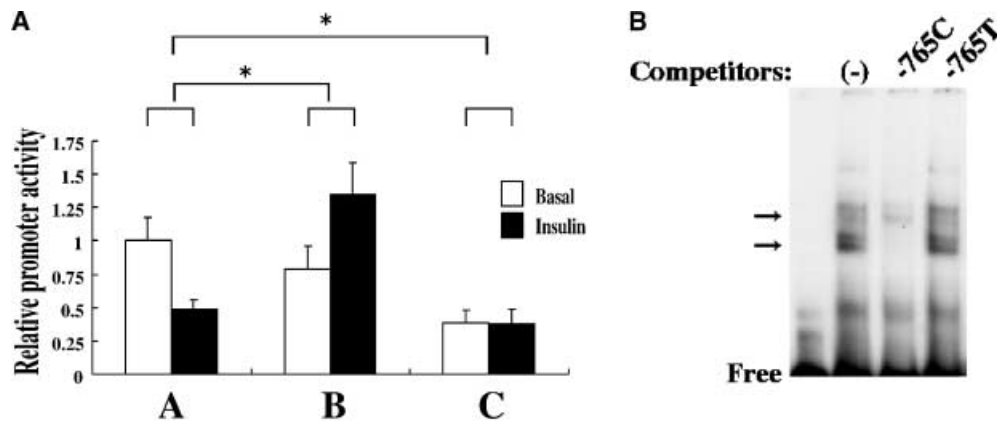 A
*
*
Relative promoter activity
1.75
1.5
1.25
1
0.75
0.5
0.25
0
Basal
Insulin
A B C
B
Competitors: (-) -765C -765T
Free